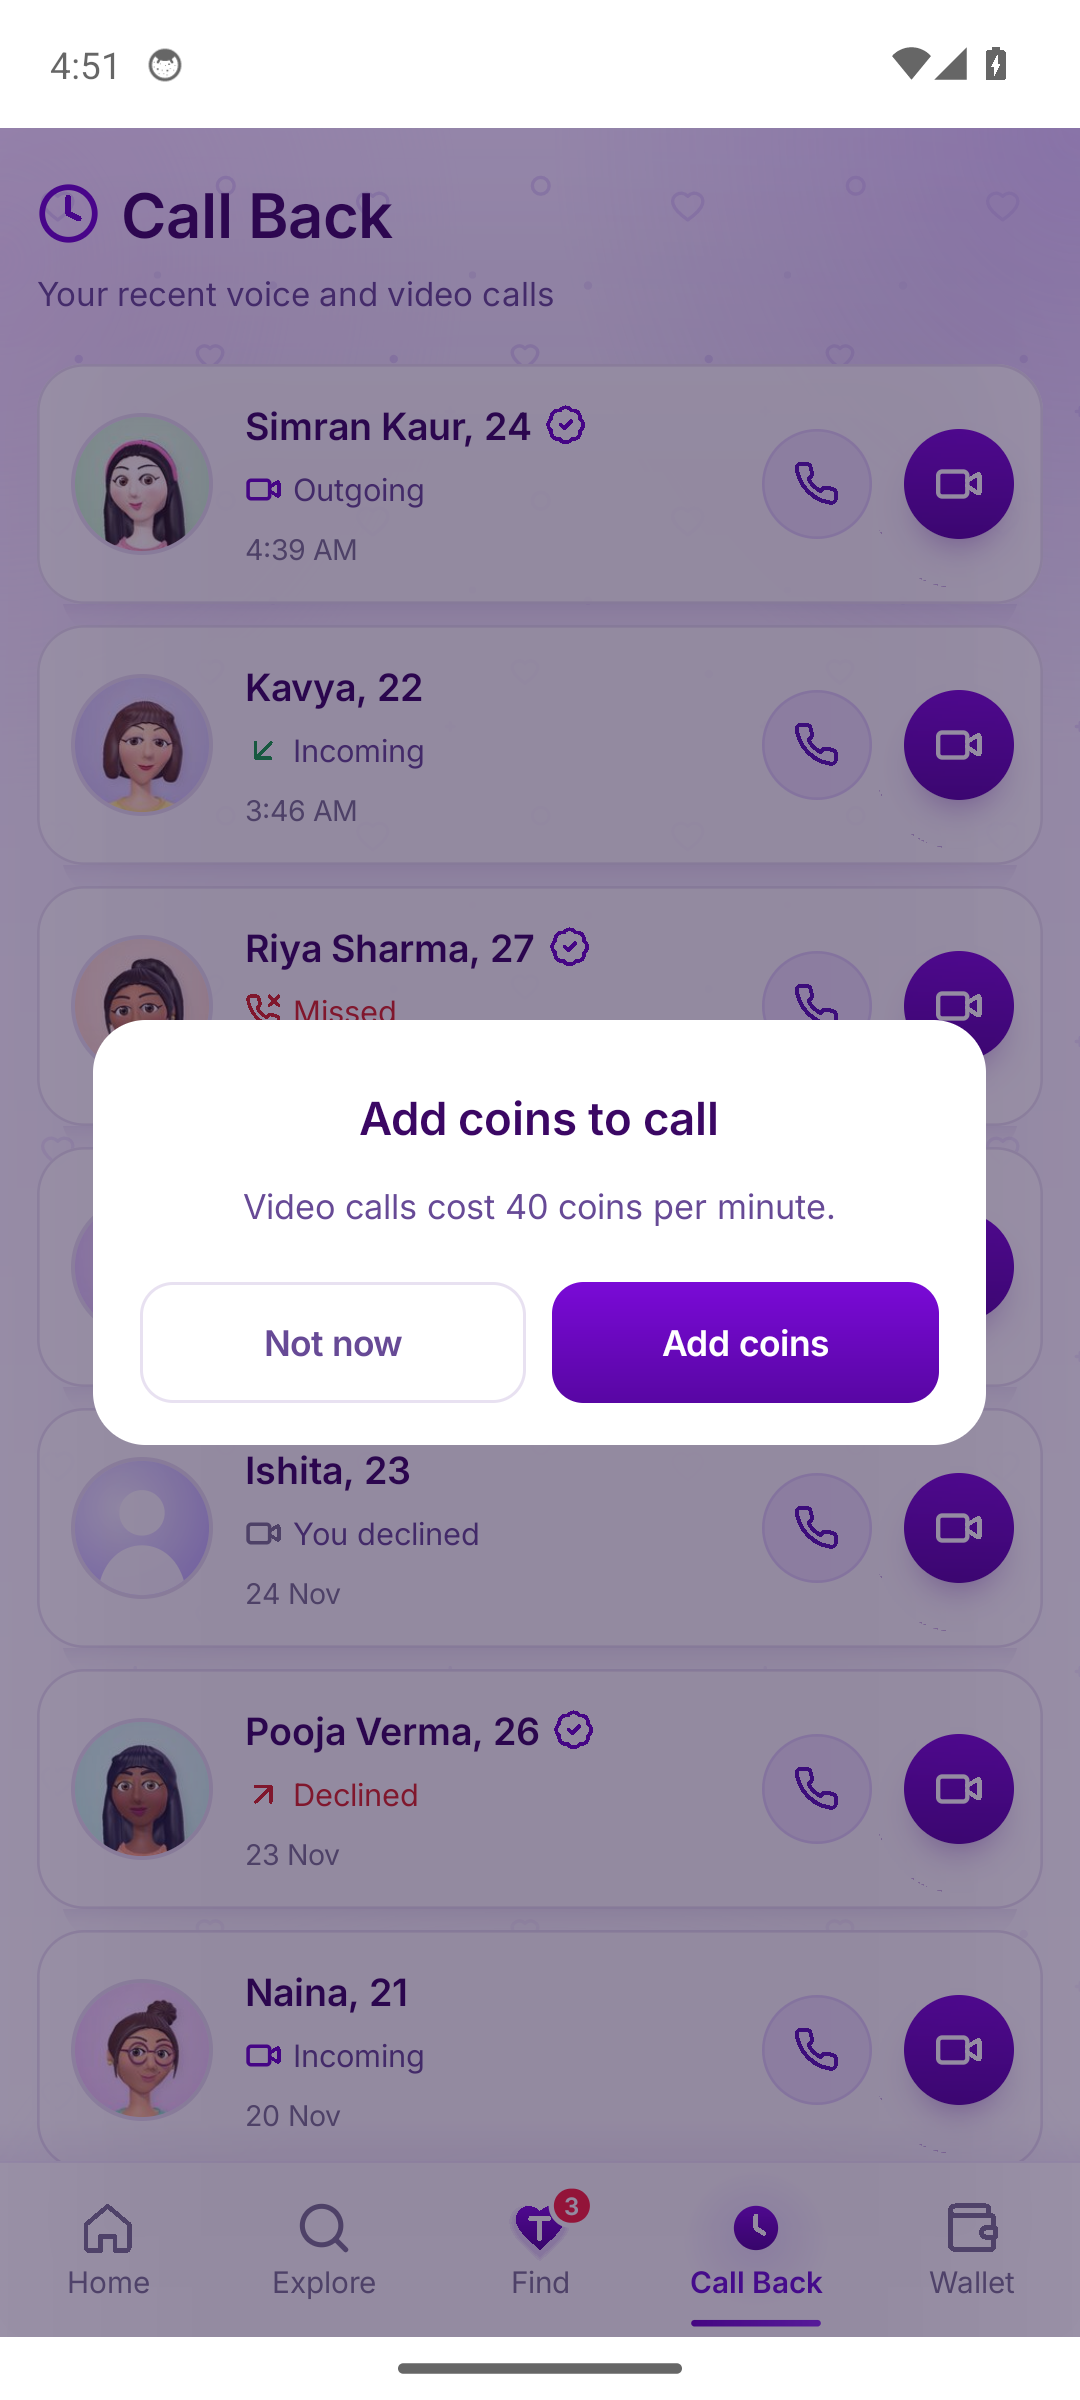 4:51
Call Back
Your recent voice and video calls
Simran Kaur, 24
Outgoing
4:39 AM
Kavya, 22
Incoming
3:46 AM
Riya Sharma, 27
Missed
Add coins to call
Video calls cost 40 coins per minute.
Not now
Add coins
Ishita, 23
You declined
24 Nov
Pooja Verma, 26
Declined
23 Nov
Naina, 21
Incoming
20 Nov
T
3
Home
Explore
Find
Call Back
Wallet